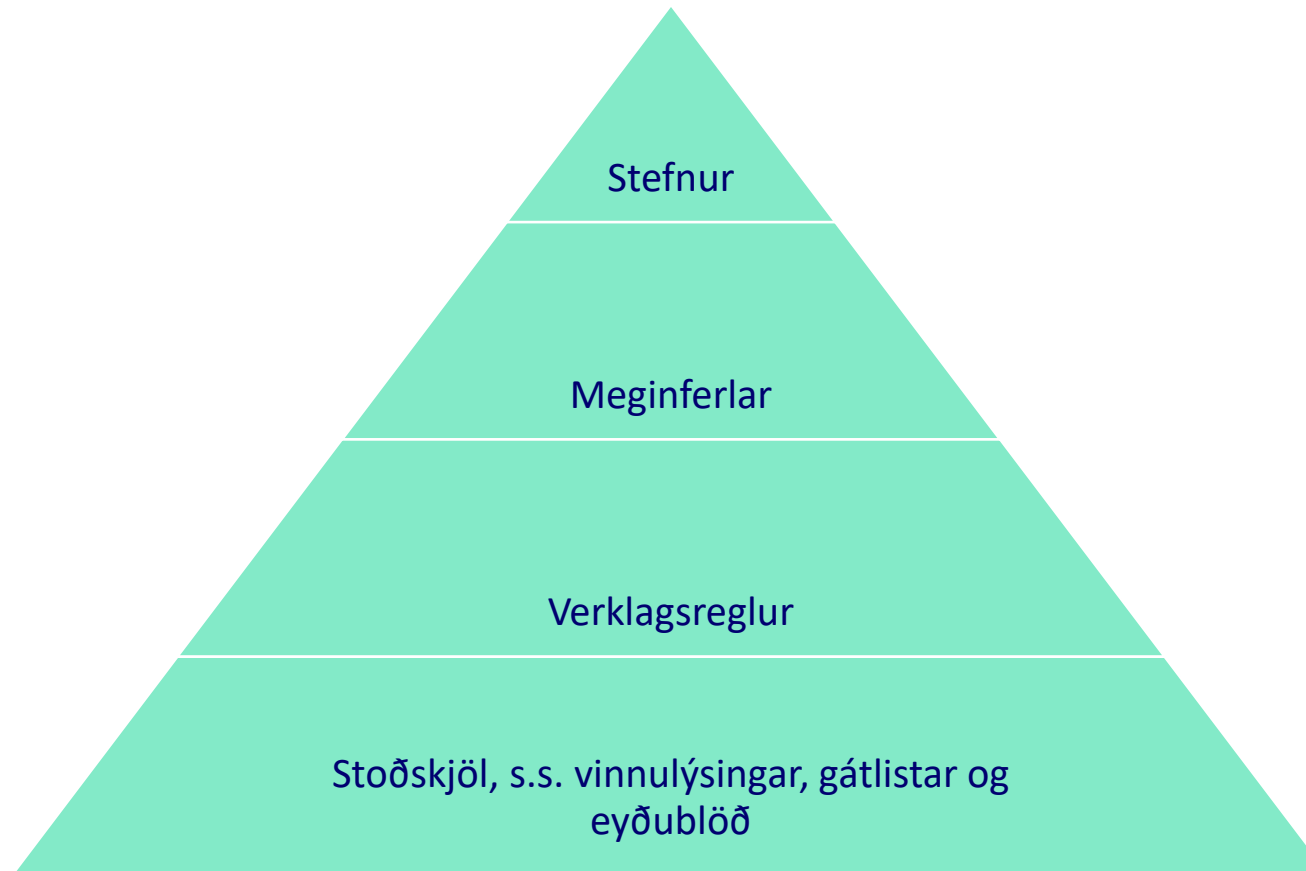 Stefnur
Meginferlar
Verklagsreglur
Stoðskjöl, s.s. vinnulýsingar, gátlistar og
eyðublöð